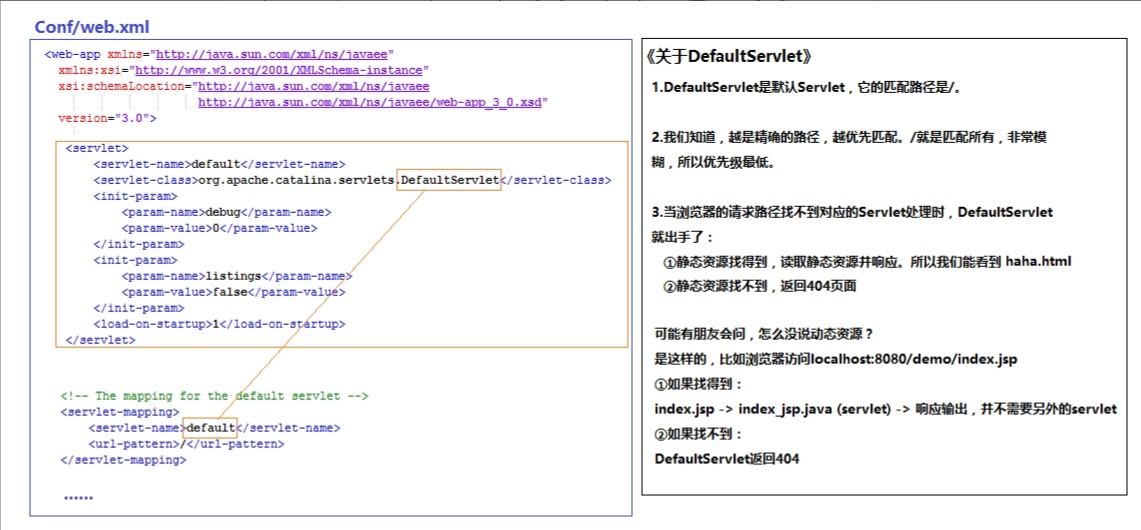 Conf/web.xml
<web-app xmlns="http://java.sun.com/xml/ns/javaee"
xmlns:xsi="http://www.w3.org/2001/XMLSchema-instance"
xsi:schemaLocation="http://java.sun.com/xml/ns/javaee
http://java.sun.com/xml/ns/javaee/web-app_3_0.xsd"
version="3.0">
<servlet>
<servlet-name>default</servlet-name>
<servlet-class>org.apache.catalina.servlets.DefaultServlet</servlet-class>
<init-param>
<param-name>debug</param-name>
<param-value>0</param-value>
</init-param>
<init-param>
<param-name>listings</param-name>
<param-value>false</param-value>
</init-param>
<load-on-startup>1</load-on-startup>
</servlet>
<!-- The mapping for the default servlet -->
<servlet-mapping>
<servlet-name>default</servlet-name>
<url-pattern>/</url-pattern>
</servlet-mapping>
......
《关于DefaultServlet》
1.DefaultServlet是默认Servlet，它的匹配路径是/。
2.我们知道，越是精确的路径，越优先匹配。/就是匹配所有，非常模
糊，所以优先级最低。
3.当浏览器的请求路径找不到对应的Servlet处理时，DefaultServlet
就出手了：
①静态资源找得到，读取静态资源并响应。所以我们能看到 haha.html
②静态资源找不到，返回404页面
可能有朋友会问，怎么没说动态资源？
是这样的，比如浏览器访问localhost:8080/demo/index.jsp
①如果找得到：
index.jsp -> index_jsp.java (servlet) -> 响应输出，并不需要另外的servlet
②如果找不到：
DefaultServlet返回404